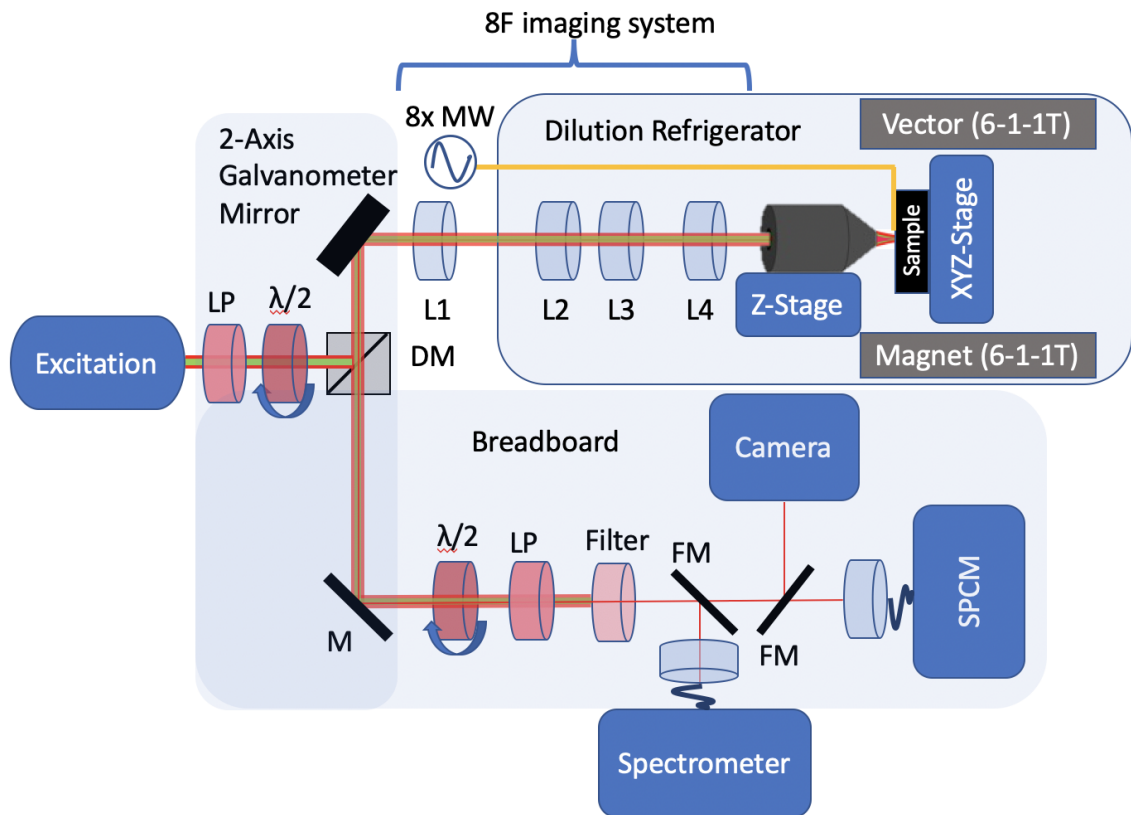 8F imaging system
8x MW
Dilution Refrigerator
Vector (6-1-1T)
2-Axis
Galvanometer
Mirror
Sample
XYZ-Stage
LP
λ/2
L1
L2
L3
L4
Z-Stage
Excitation
DM
Magnet (6-1-1T)
Breadboard
Camera
λ/2
LP
Filter
FM
SPCM
M
FM
Spectrometer